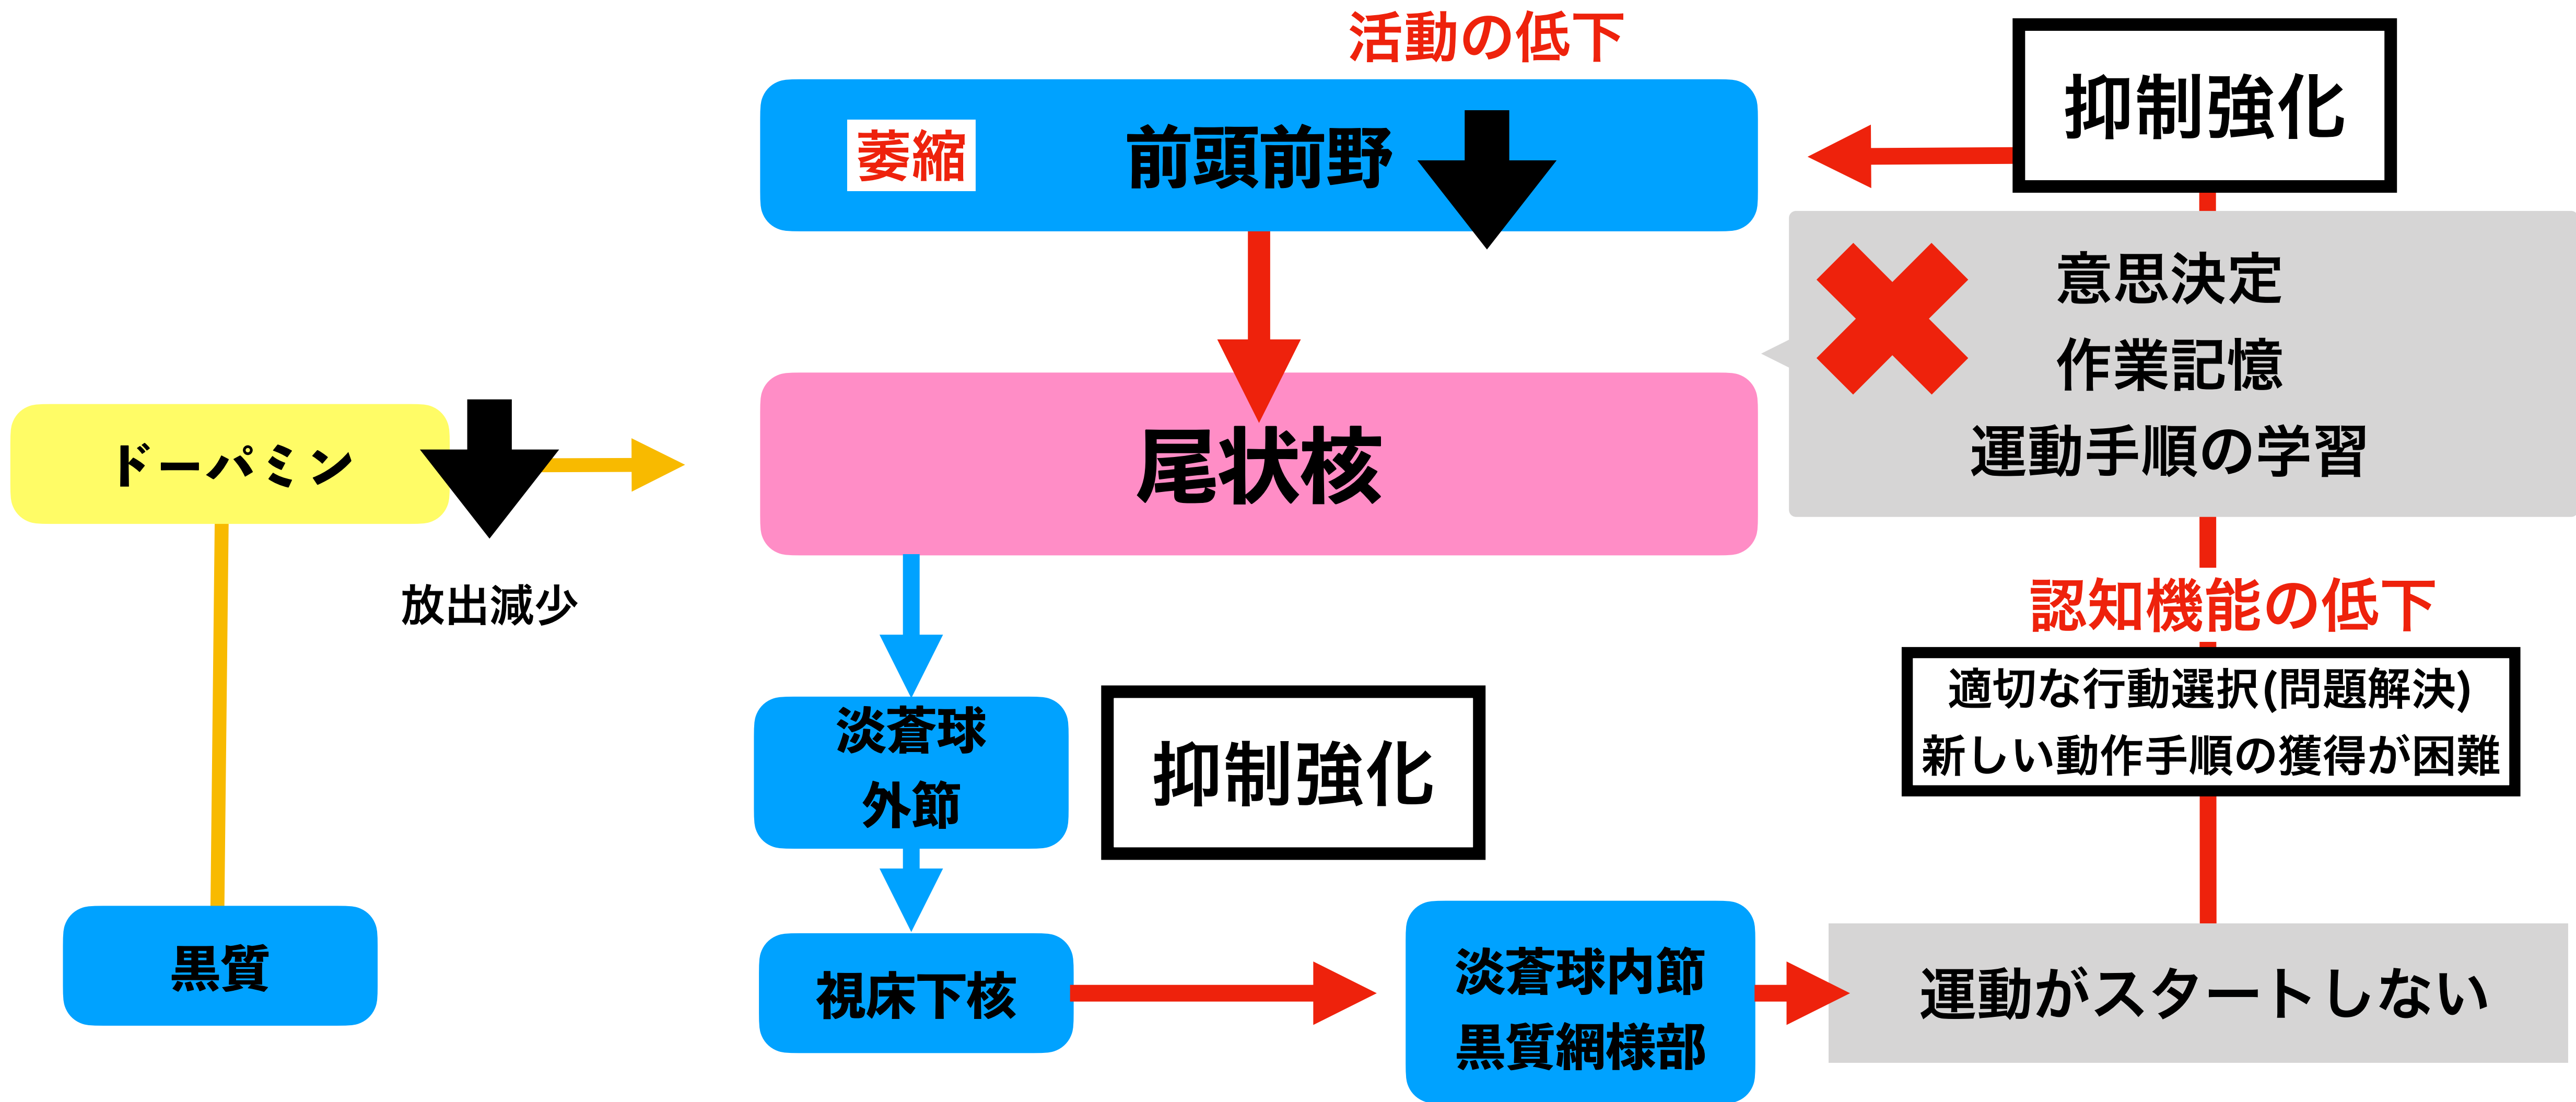 活動の低下
抑制強化
萎縮
前頭前野
意思決定
作業記憶
運動手順の学習
ドーパミン
尾状核
放出減少
認知機能の低下
適切な行動選択(問題解決)
新しい動作手順の獲得が困難
淡蒼球
外節
抑制強化
黒質
視床下核
淡蒼球内節
黒質網様部
運動がスタートしない